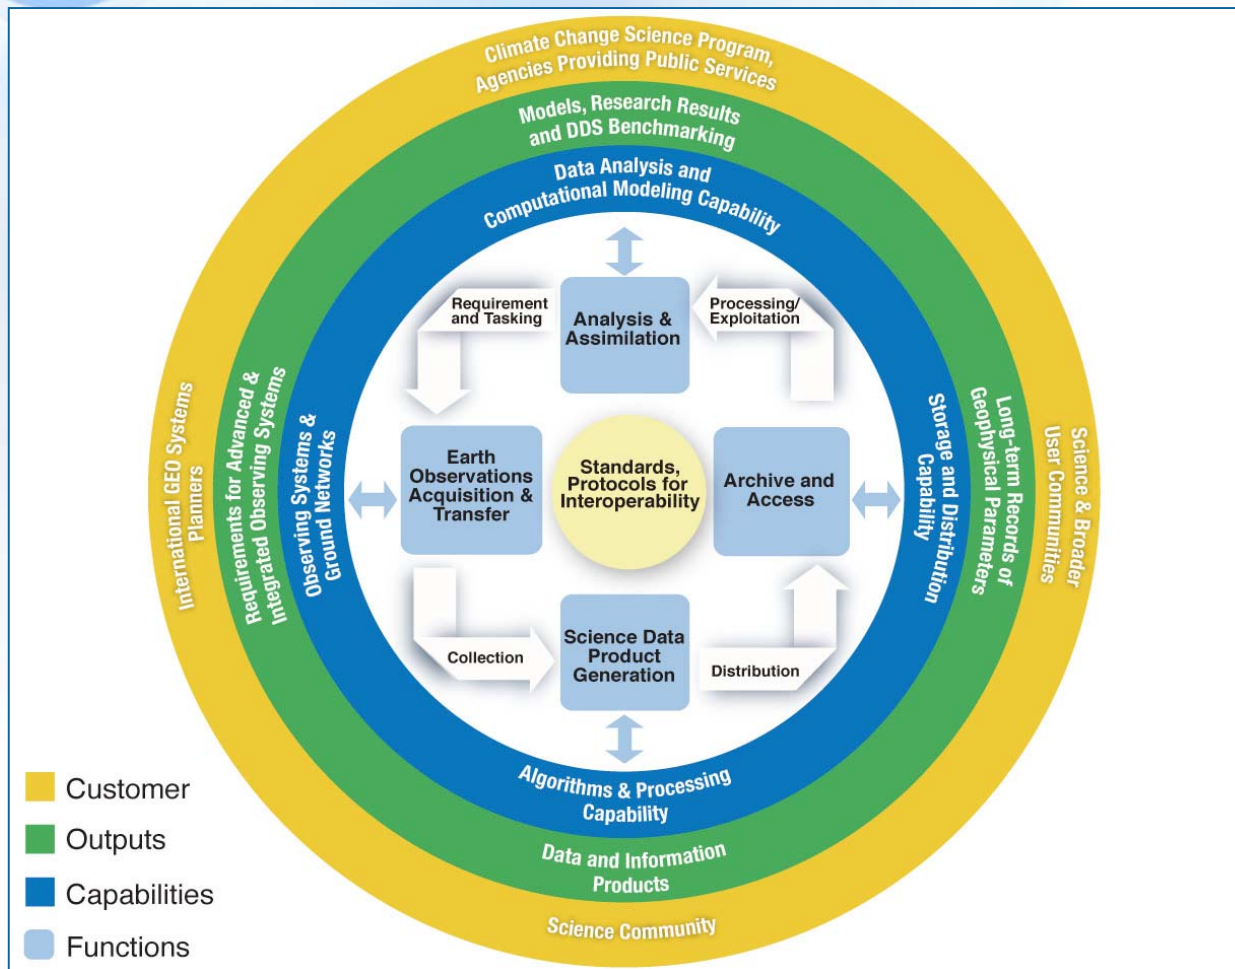 Climate Change Science Program,
Agencies Providing Public Services
Models, Research Results
and DDS Benchmarking
Data Analysis and
Computational Modeling Capability
Requirement
and Tasking
Analysis &
Assimilation
Processing/
Exploitation
International GEO Systems
Planners
Requirements for Advanced &
Integrated Observing Systems
Observing Systems &
Ground Networks
Earth
Observations
Acquisition &
Transfer
Standards,
Protocols for
Interoperability
Archive and
Access
Storage and Distribution
Capability
Long-term Records of
Geophysical Parameters
Science & Broader
User Communities
Collection
Science Data
Product
Generation
Distribution
Algorithms & Processing
Capability
Data and Information
Products
Science Community
Customer
Outputs
Capabilities
Functions